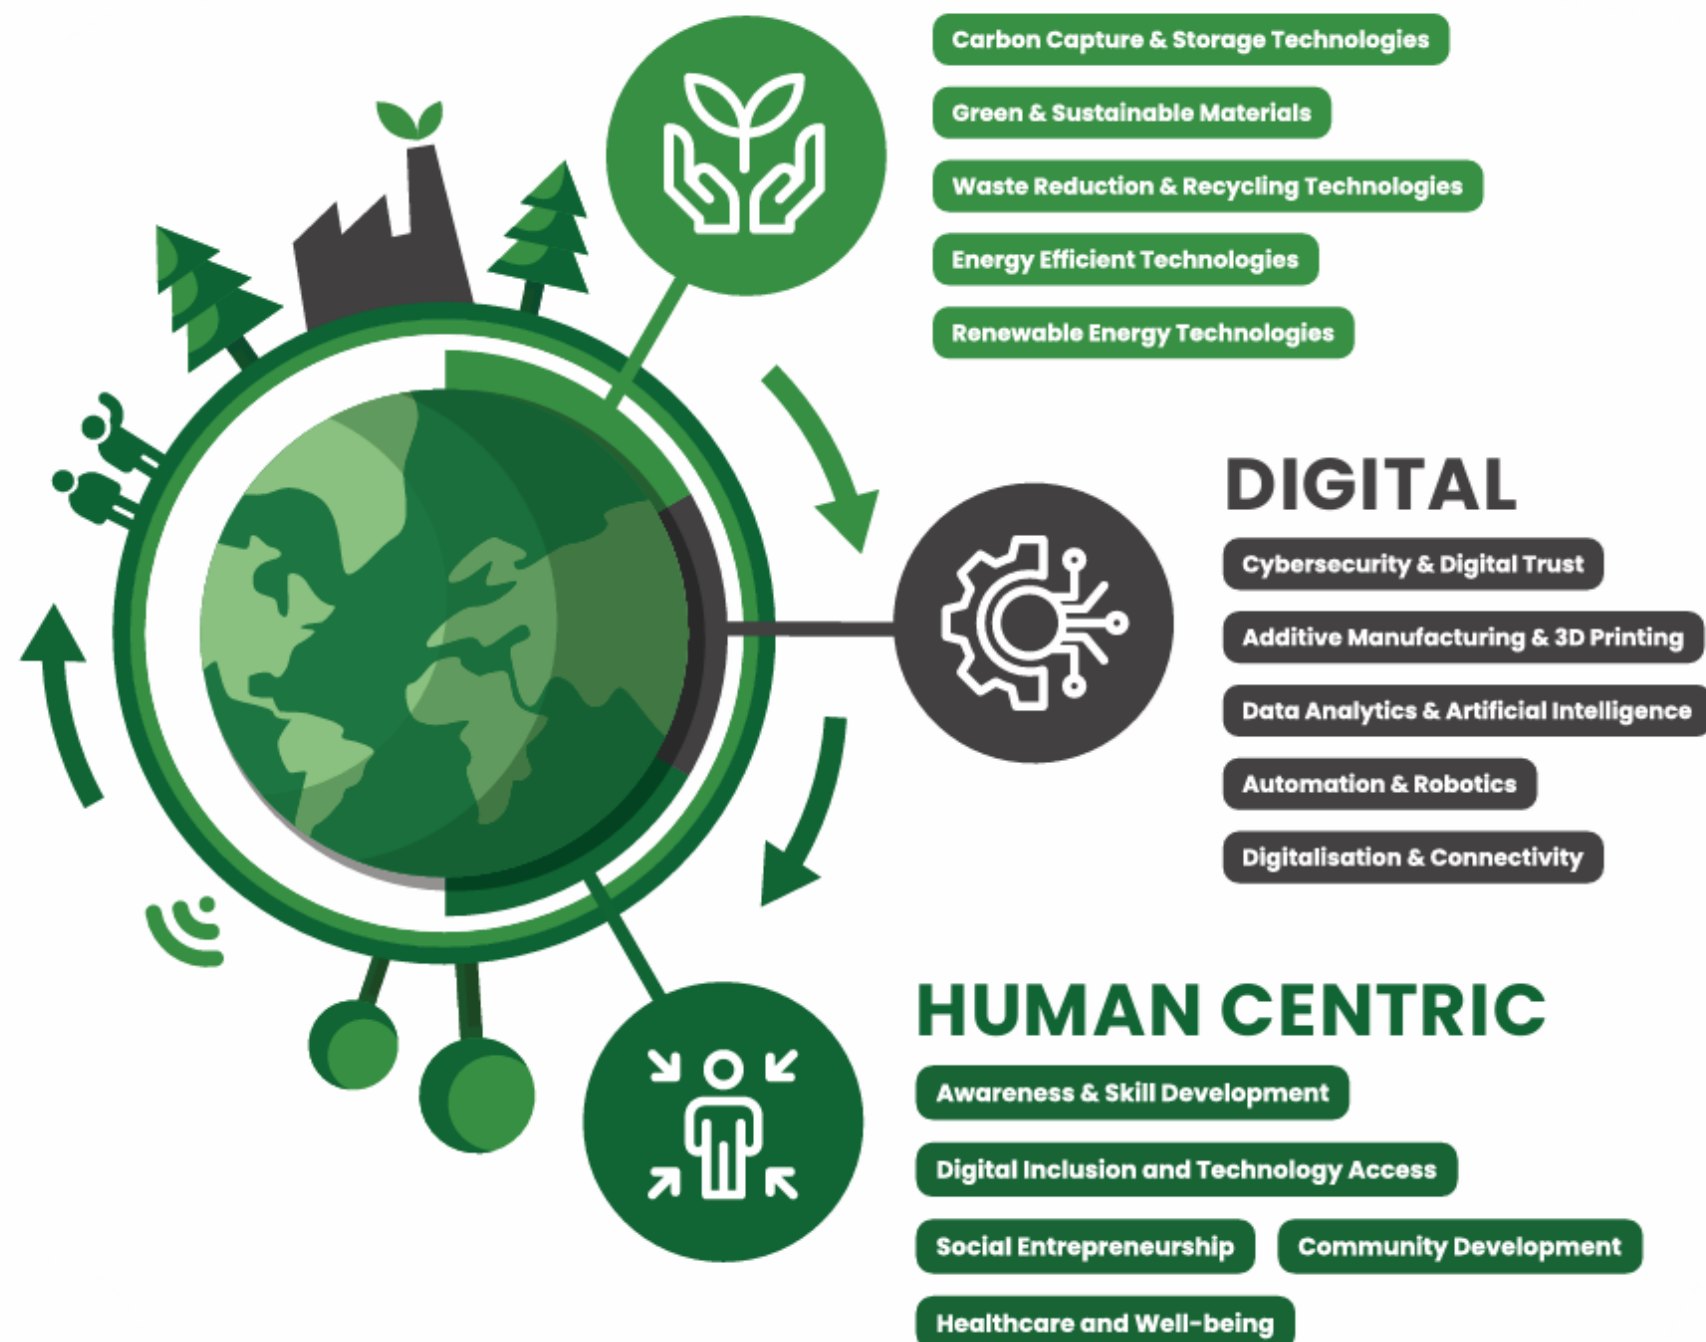 Carbon Capture & Storage Technologies
Green & Sustainable Materials
Waste Reduction & Recycling Technologies
Energy Efficient Technologies
Renewable Energy Technologies
DIGITAL
Cybersecurity & Digital Trust
Additive Manufacturing & 3D Printing
Data Analytics & Artificial Intelligence
Automation & Robotics
Digitalisation & Connectivity
HUMAN CENTRIC
Awareness & Skill Development
Digital Inclusion and Technology Access
Social Entrepreneurship Community Development
Healthcare and Well-being